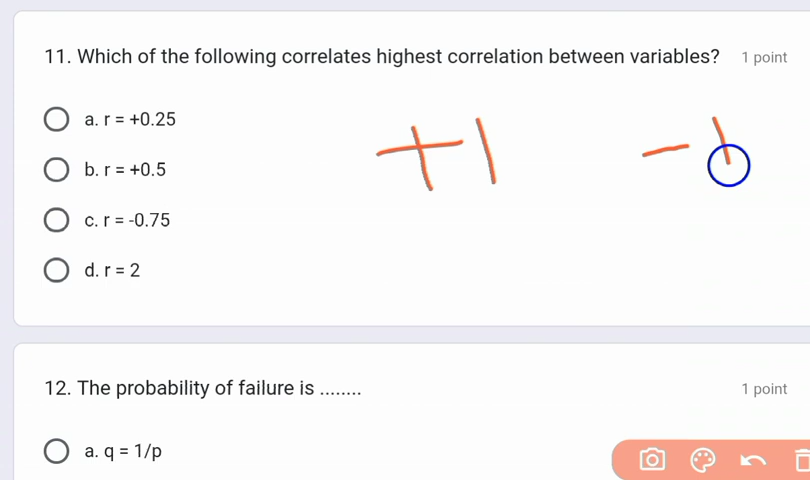 11. Which of the following correlates highest correlation between variables? 1 point
a. r = +0.25
b. r = +0.5
c. r = -0.75
d. r = 2
+1 -1
12. The probability of failure is ........ 1 point
a. q = 1/p